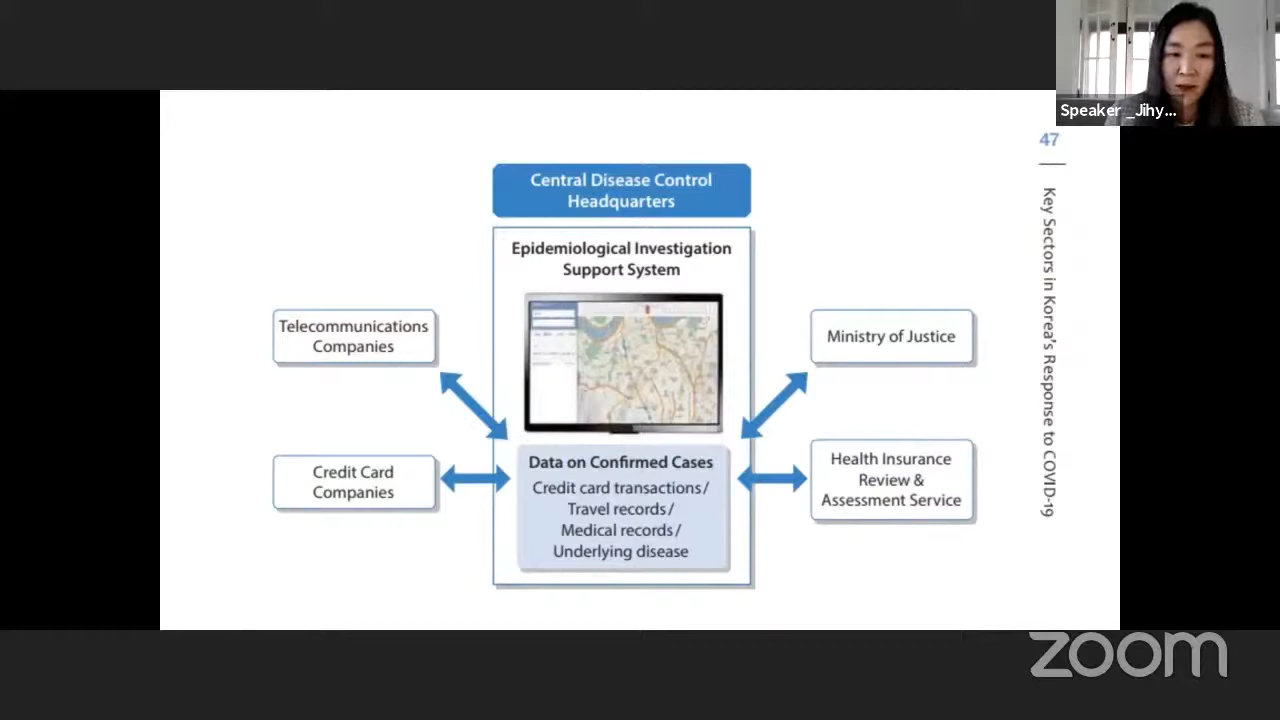 Speaker _Jihy...
47
Key Sectors in Korea's Response to COVID-19
Central Disease Control
Headquarters
Epidemiological Investigation
Support System
Telecommunications
Companies
Ministry of Justice
Credit Card
Companies
Data on Confirmed Cases
Credit card transactions/
Travel records/
Medical records/
Underlying disease
Health Insurance
Review &
Assessment Service
zoom